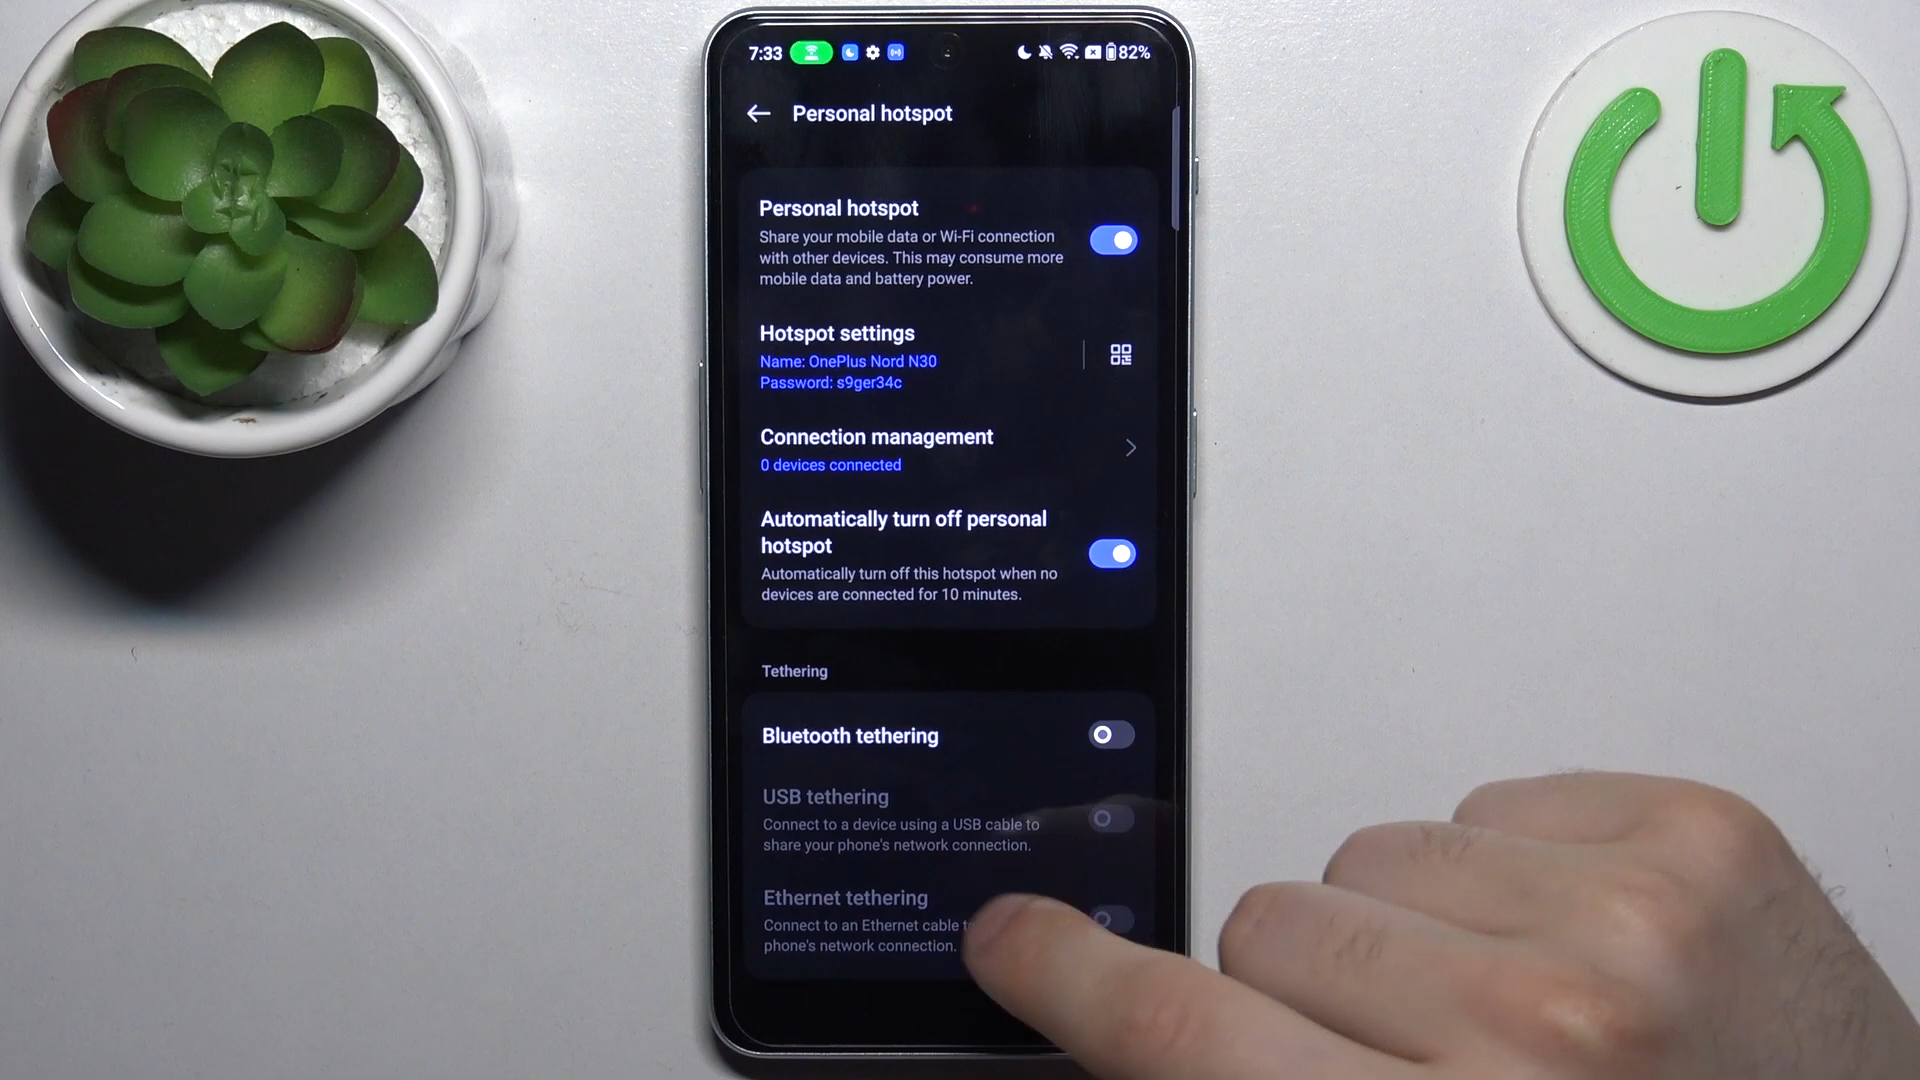 7:33
82%
Personal hotspot
Personal hotspot
Share your mobile data or Wi-Fi connection
with other devices. This may consume more
mobile data and battery power.
Hotspot settings
Name: OnePlus Nord N30
Password: s9ger34c
Connection management
0 devices connected
Automatically turn off personal
hotspot
Automatically turn off this hotspot when no
devices are connected for 10 minutes.
Tethering
Bluetooth tethering
USB tethering
Connect to a device using a USB cable to
share your phone's network connection.
Ethernet tethering
Connect to an Ethernet cable
phone's network connection.